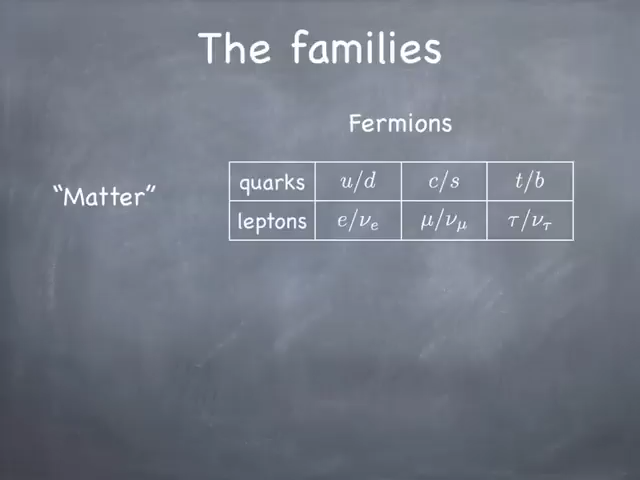 The families
Fermions
“Matter”
quarks u/d c/s t/b
leptons e/νe μ/νμ τ/ντ